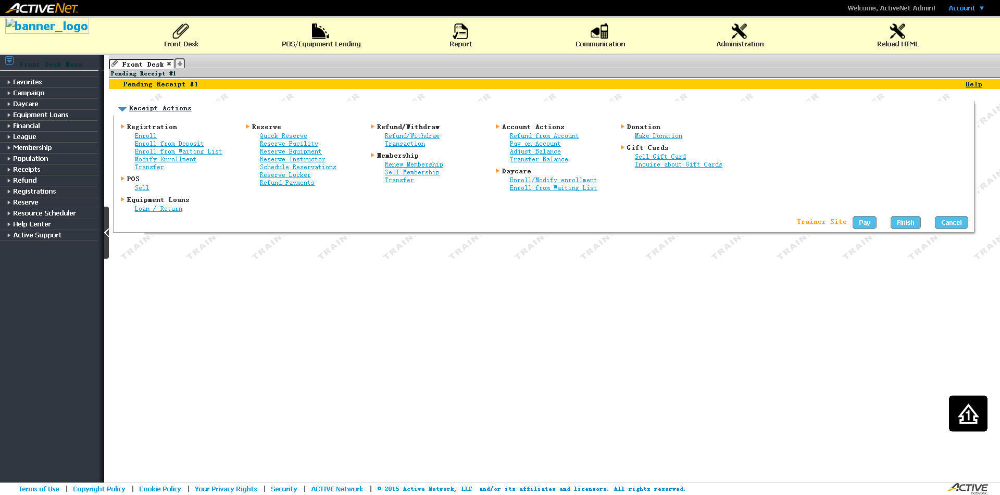 ACTIVENET
Welcome, ActiveNet Admin! Account ▼
banner_logo
Front Desk
POS/Equipment Lending
Report
Communication
Administration
Reload HTML
Front Desk Menu
Favorites
Campaign
Daycare
Equipment Loans
Financial
League
Membership
Population
Receipts
Refund
Registrations
Reserve
Resource Scheduler
Help Center
Active Support
Front Desk ×
Pending Receipt #1
Pending Receipt #1
Help
Receipt Actions
Registration
Enroll
Enroll from Deposit
Enroll from Waiting List
Modify Enrollment
Transfer
POS
Sell
Equipment Loans
Loan / Return
Reserve
Quick Reserve
Reserve Facility
Reserve Equipment
Reserve Instructor
Schedule Reservations
Reserve Locker
Refund Payments
Refund/Withdraw
Refund/Withdraw
Transaction
Membership
Renew Membership
Sell Membership
Transfer
Account Actions
Refund from Account
Pay on Account
Adjust Balance
Transfer Balance
Daycare
Enroll/Modify enrollment
Enroll from Waiting List
Donation
Make Donation
Gift Cards
Sell Gift Card
Inquire about Gift Cards
Trainer Site
Pay
Finish
Cancel
1
Terms of Use | Copyright Policy | Cookie Policy | Your Privacy Rights | Security | ACTIVE Network | © 2015 Active Network, LLC and/or its affiliates and licensors. All rights reserved.
ACTIVE
network.